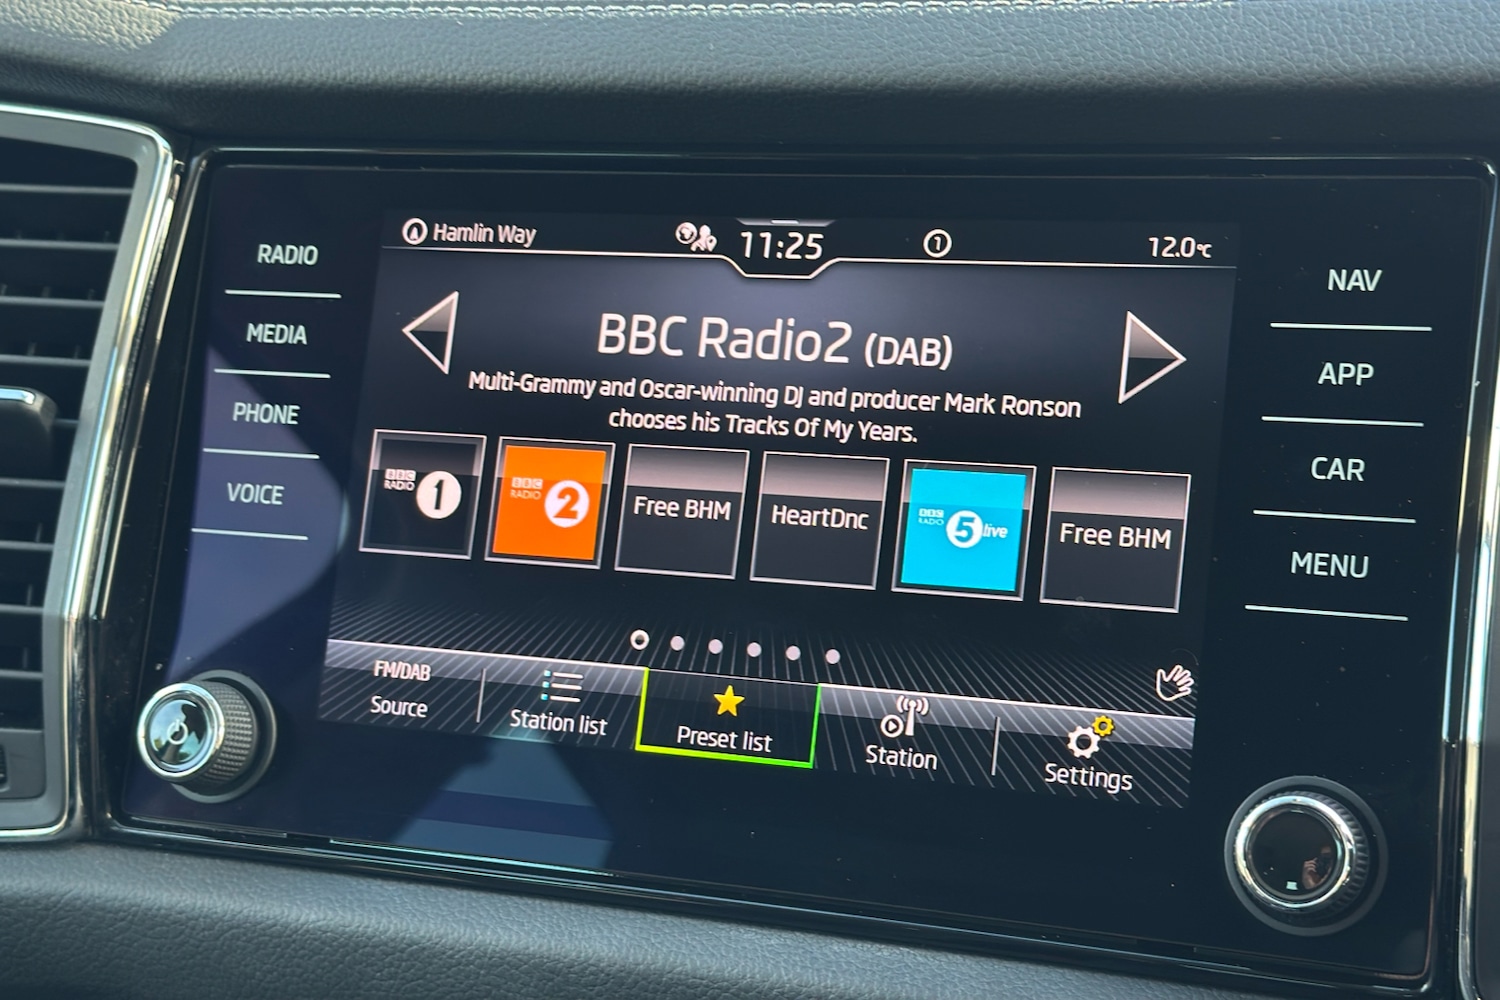 Hamlin Way
11:25
1
12.0°C
RADIO
MEDIA
PHONE
VOICE
NAV
APP
CAR
MENU
BBC Radio2 (DAB)
Multi-Grammy and Oscar-winning DJ and producer Mark Ronson
chooses his Tracks Of My Years.
BBC RADIO 1
BBC RADIO 2
Free BHM
HeartDnc
BBC RADIO 5 live
Free BHM
FM/DAB
Source
Station list
Preset list
Station
Settings